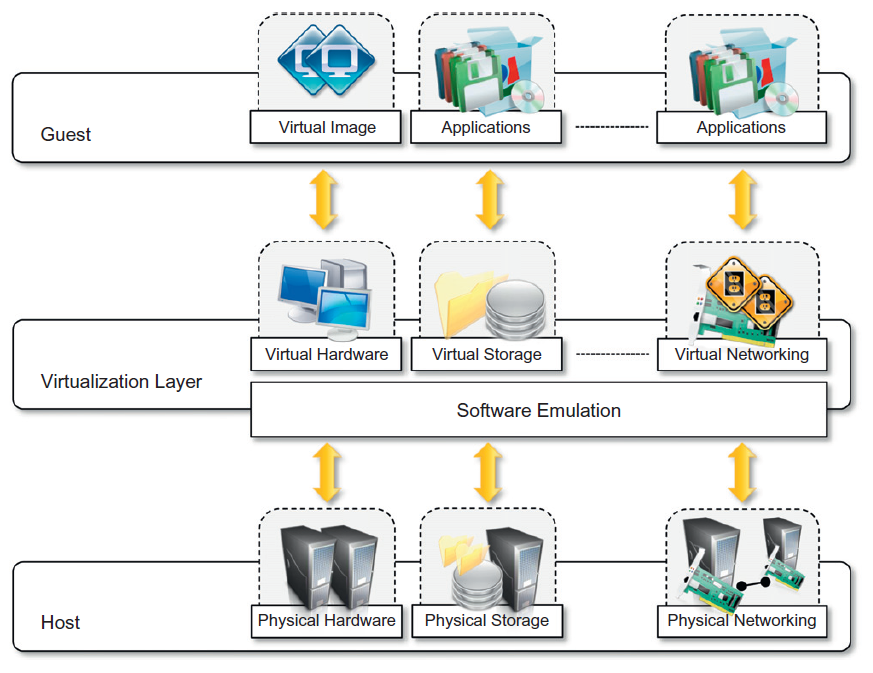 Virtual Image
Applications
Applications
Guest
Virtual Hardware
Virtual Storage
Virtual Networking
Virtualization Layer
Software Emulation
Physical Hardware
Physical Storage
Physical Networking
Host